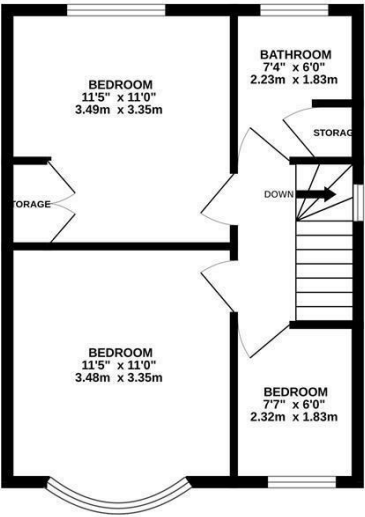 BEDROOM
11'5" x 11'0"
3.49m x 3.35m
BATHROOM
7'4" x 6'0"
2.23m x 1.83m
STORAG
TORAGE
DOWN
BEDROOM
11'5" x 11'0"
3.48m x 3.35m
BEDROOM
7'7" x 6'0"
2.32m x 1.83m